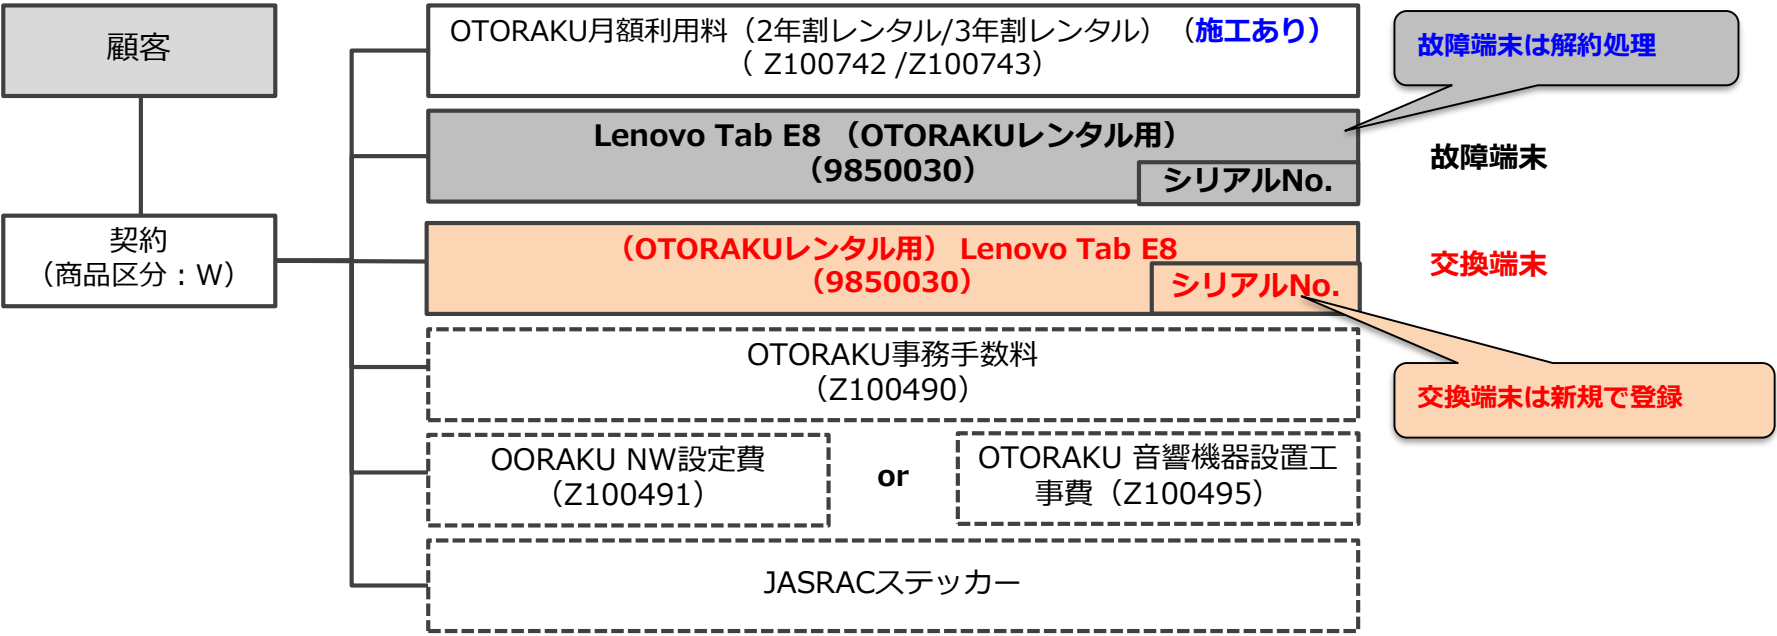 顧客
契約
（商品区分：W）
OTORAKU月額利用料（2年割レンタル/3年割レンタル）（施工あり）
（ Z100742 /Z100743）
Lenovo Tab E8 （OTORAKUレンタル用）
（9850030）
シリアルNo.
故障端末は解約処理
故障端末
（OTORAKUレンタル用） Lenovo Tab E8
（9850030）
シリアルNo.
交換端末
OTORAKU事務手数料
（Z100490）
交換端末は新規で登録
OORAKU NW設定費
（Z100491）
or
OTORAKU 音響機器設置工
事費（Z100495）
JASRACステッカー